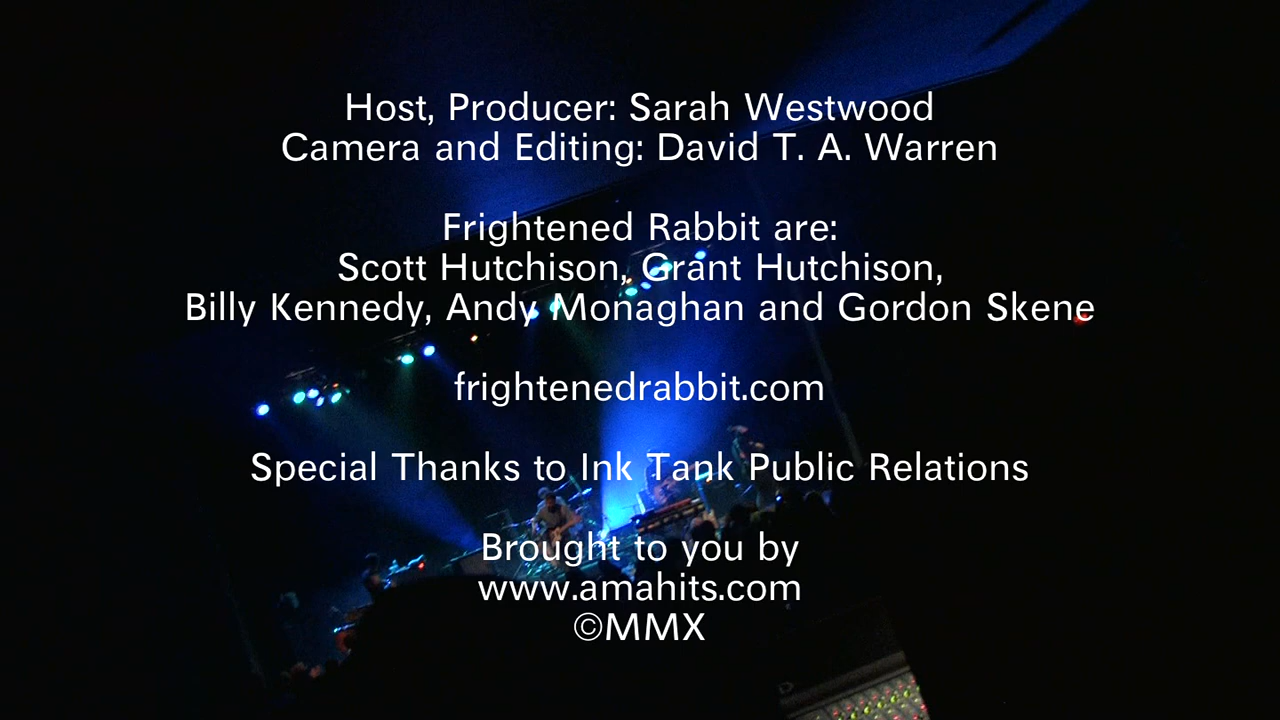 Host, Producer: Sarah Westwood
Camera and Editing: David T. A. Warren
Frightened Rabbit are:
Scott Hutchison, Grant Hutchison,
Billy Kennedy, Andy Monaghan and Gordon Skene
frightenedrabbit.com
Special Thanks to Ink Tank Public Relations
Brought to you by
www.amahits.com
©MMX